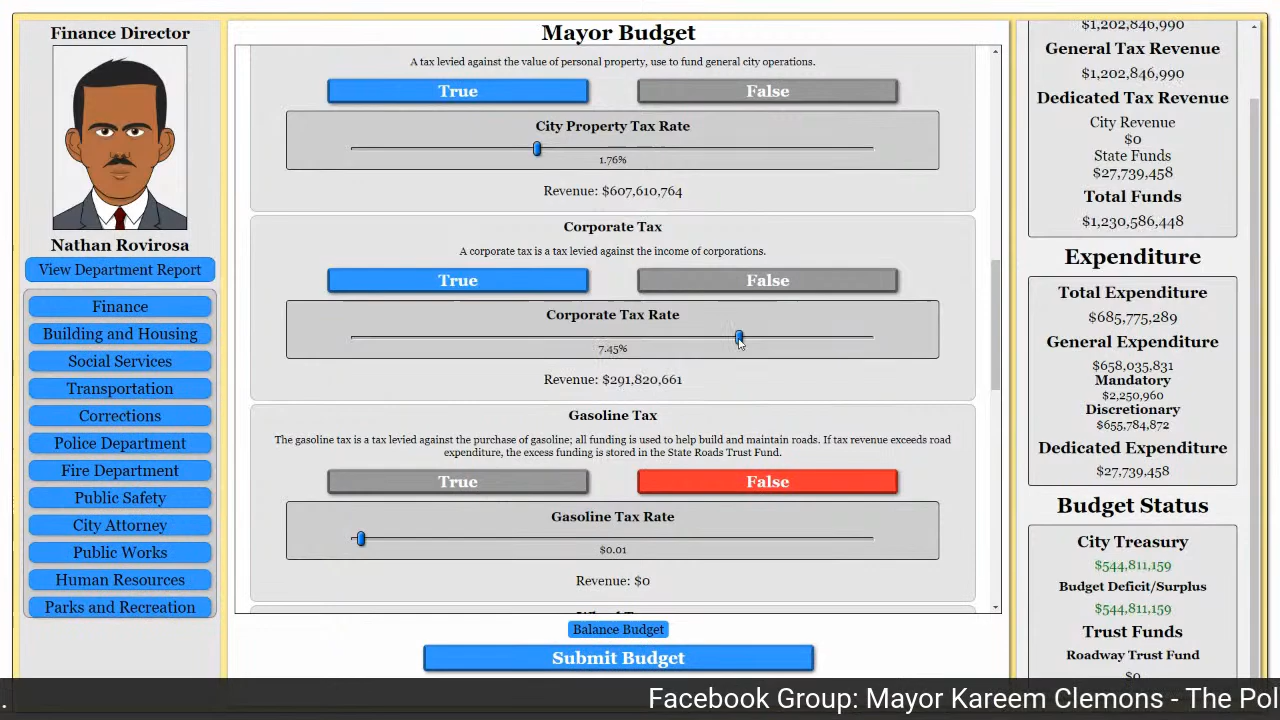 Finance Director
Nathan Rovirosa
View Department Report
Finance
Building and Housing
Social Services
Transportation
Corrections
Police Department
Fire Department
Public Safety
City Attorney
Public Works
Human Resources
Parks and Recreation
Mayor Budget
A tax levied against the value of personal property, use to fund general city operations.
True
False
City Property Tax Rate
1.76%
Revenue: $607,610,764
Corporate Tax
A corporate tax is a tax levied against the income of corporations.
True
False
Corporate Tax Rate
7.45%
Revenue: $291,820,661
Gasoline Tax
The gasoline tax is a tax levied against the purchase of gasoline; all funding is used to help build and maintain roads. If tax revenue exceeds road
expenditure, the excess funding is stored in the State Roads Trust Fund.
True
False
Gasoline Tax Rate
$0.01
Revenue: $0
Balance Budget
Submit Budget
$1,202,846,990
General Tax Revenue
$1,202,846,990
Dedicated Tax Revenue
City Revenue
$0
State Funds
$27,739,458
Total Funds
$1,230,586,448
Expenditure
Total Expenditure
$685,775,289
General Expenditure
$658,035,831
Mandatory
$2,250,960
Discretionary
$655,784,872
Dedicated Expenditure
$27,739,458
Budget Status
City Treasury
$544,811,159
Budget Deficit/Surplus
$544,811,159
Trust Funds
Roadway Trust Fund
$0
. Facebook Group: Mayor Kareem Clemons - The Pol